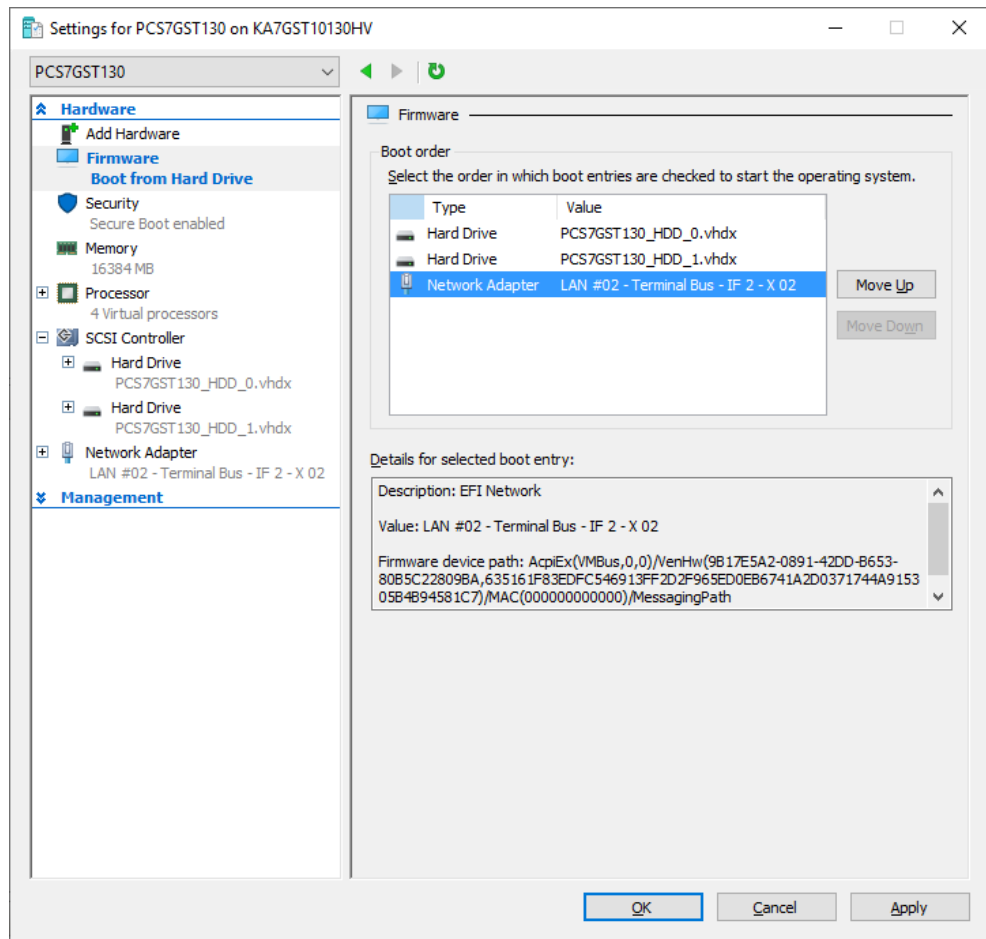 Settings for PCS7GST130 on KA7GST10130HV
PCS7GST130
Hardware
Add Hardware
Firmware
Boot from Hard Drive
Security
Secure Boot enabled
Memory
16384 MB
Processor
4 Virtual processors
SCSI Controller
Hard Drive
PCS7GST130_HDD_0.vhdx
Hard Drive
PCS7GST130_HDD_1.vhdx
Network Adapter
LAN #02 - Terminal Bus - IF 2 - X 02
Management
Firmware
Boot order
Select the order in which boot entries are checked to start the operating system.
Type Value
Hard Drive PCS7GST130_HDD_0.vhdx
Hard Drive PCS7GST130_HDD_1.vhdx
Network Adapter LAN #02 - Terminal Bus - IF 2 - X 02
Move Up
Move Down
Details for selected boot entry:
Description: EFI Network
Value: LAN #02 - Terminal Bus - IF 2 - X 02
Firmware device path: AcpiEx(VMBus,0,0)/VenHw(9B17E5A2-0891-42DD-B653-
80B5C22809BA,635161F83EDFC546913FF2D2F965ED0EB6741A2D0371744A9153
05B4B94581C7)/MAC(000000000000)/MessagingPath
OK Cancel Apply